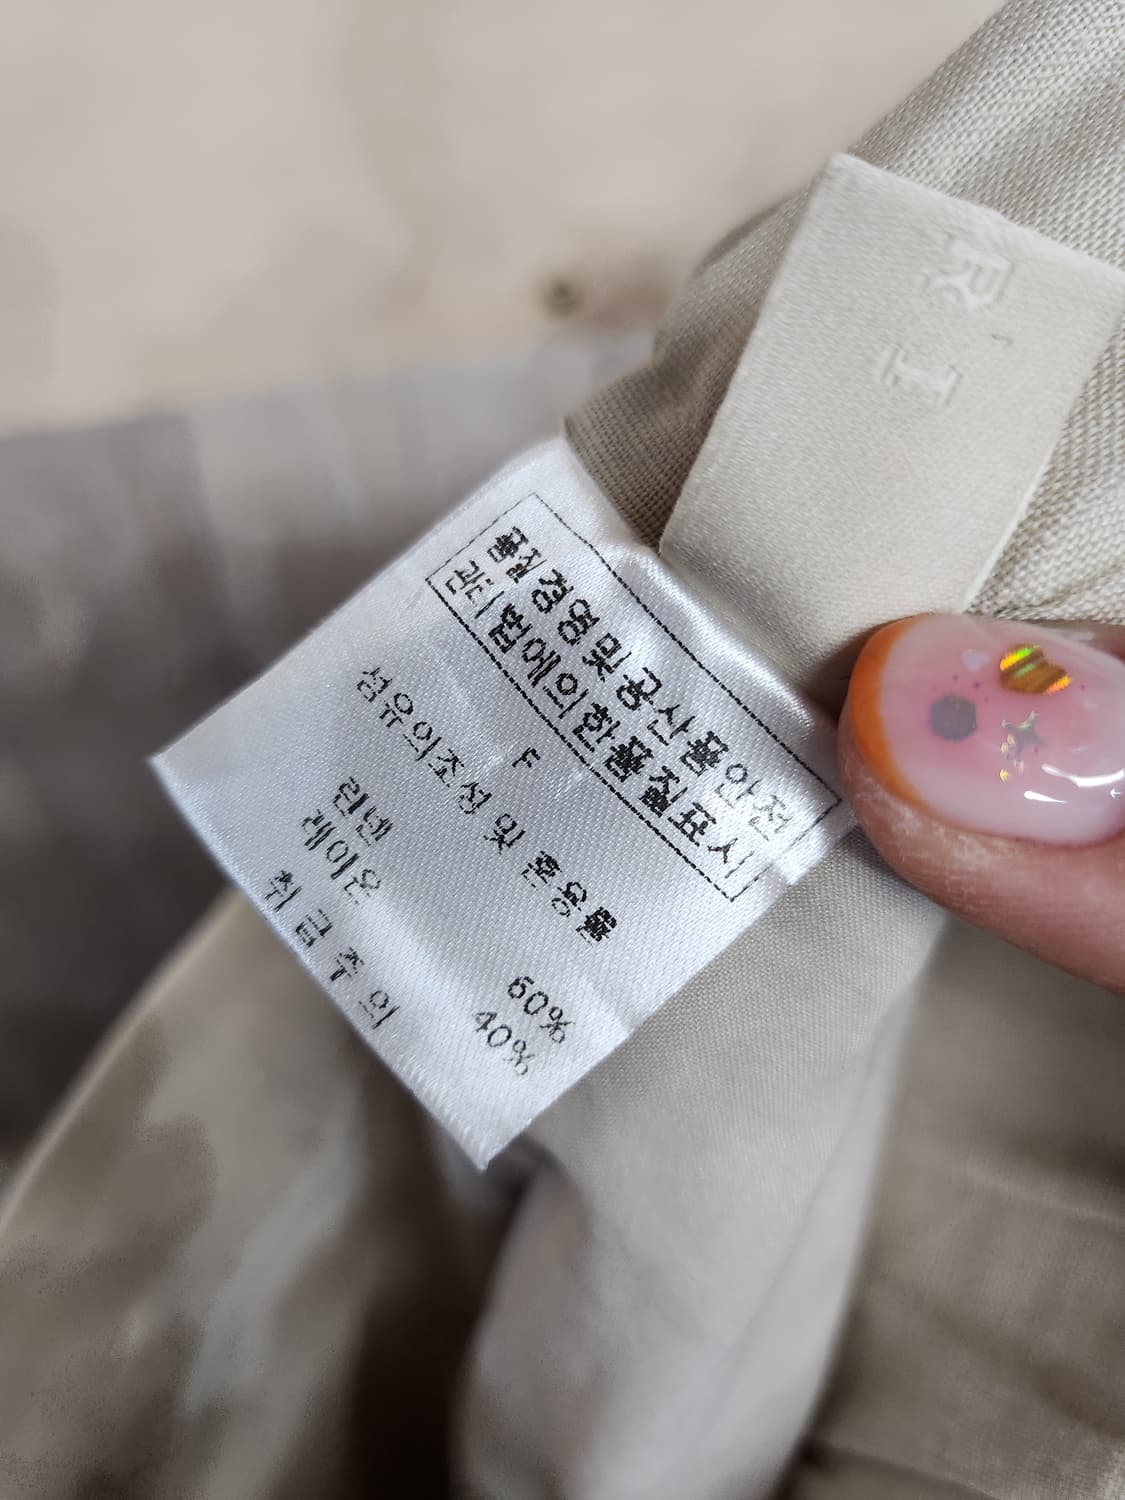 R I
품질경영 및 공산품안전
관리법에의한품질표시
F
섬유의조성 및 혼용률
린넨 60%
레이온 40%
취 급 주 의